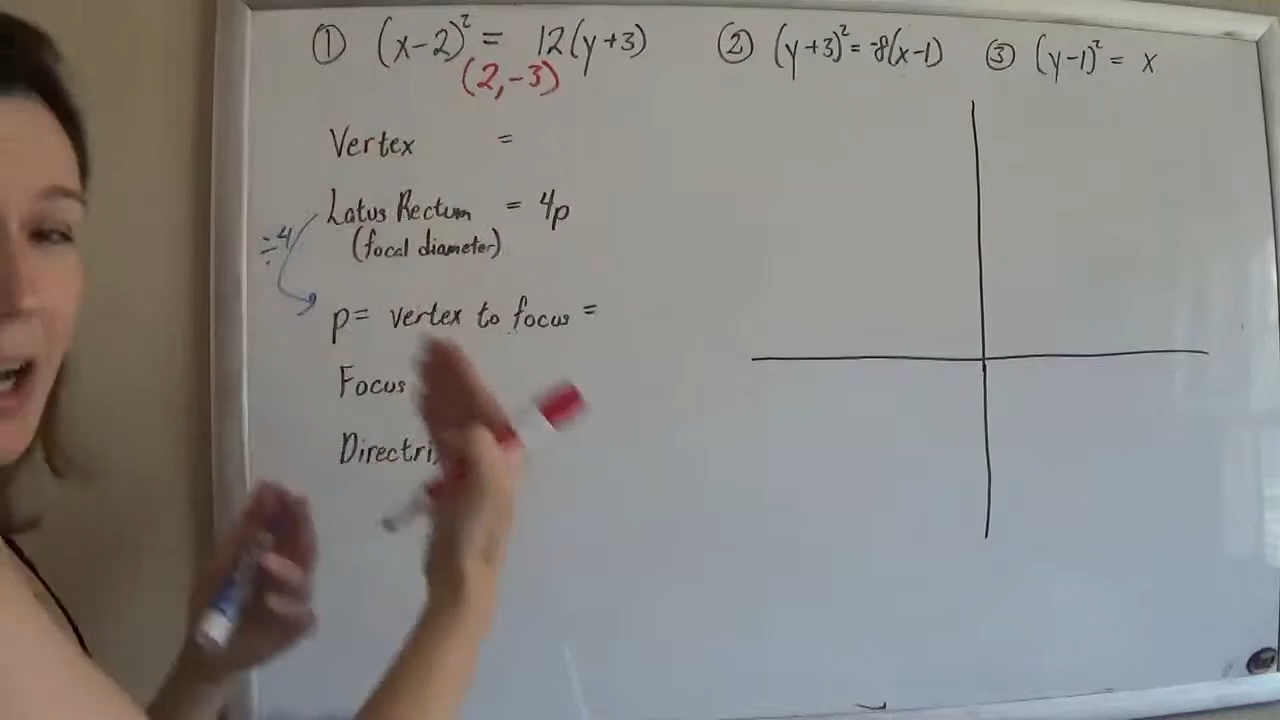 ① (x-2)² = 12(y+3)
(2,-3)
② (y+3)² = -8(x-1)
③ (y-1)² = x
Vertex =
Latus Rectum = 4p
(focal diameter)
÷4
p = vertex to focus =
Focus